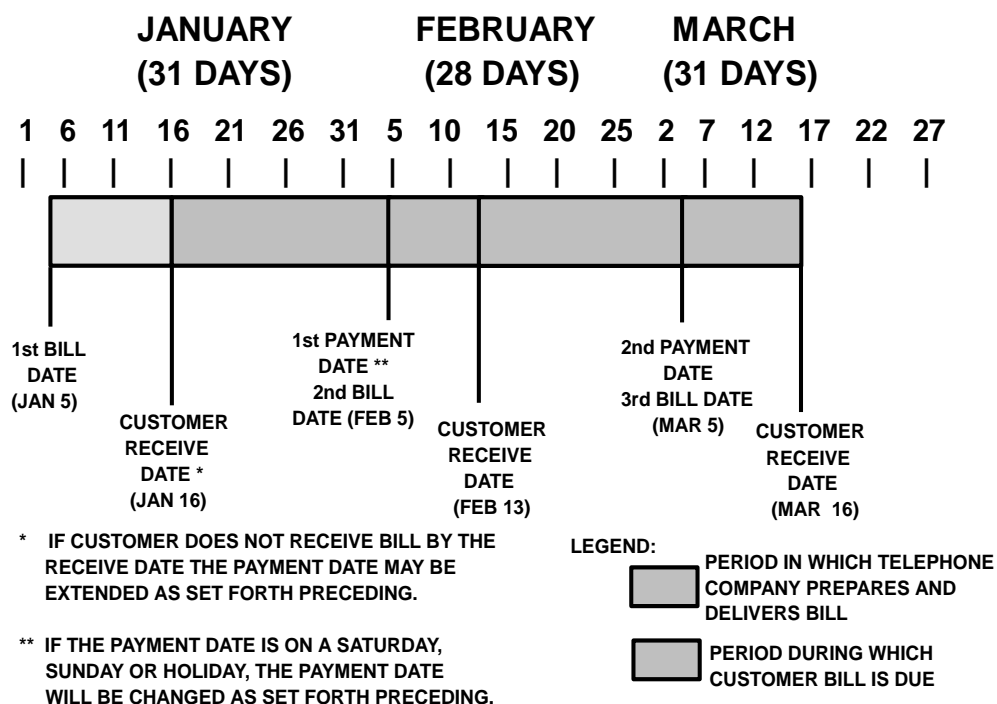 JANUARY FEBRUARY MARCH
(31 DAYS) (28 DAYS) (31 DAYS)
1 6 11 16 21 26 31 5 10 15 20 25 2 7 12 17 22 27
1st BILL
DATE
(JAN 5)
CUSTOMER
RECEIVE
DATE *
(JAN 16)
1st PAYMENT
DATE **
2nd BILL
DATE (FEB 5)
CUSTOMER
RECEIVE
DATE
(FEB 13)
2nd PAYMENT
DATE
3rd BILL DATE
(MAR 5)
CUSTOMER
RECEIVE
DATE
(MAR 16)
* IF CUSTOMER DOES NOT RECEIVE BILL BY THE
RECEIVE DATE THE PAYMENT DATE MAY BE
EXTENDED AS SET FORTH PRECEDING.
** IF THE PAYMENT DATE IS ON A SATURDAY,
SUNDAY OR HOLIDAY, THE PAYMENT DATE
WILL BE CHANGED AS SET FORTH PRECEDING.
LEGEND:
PERIOD IN WHICH TELEPHONE
COMPANY PREPARES AND
DELIVERS BILL
PERIOD DURING WHICH
CUSTOMER BILL IS DUE